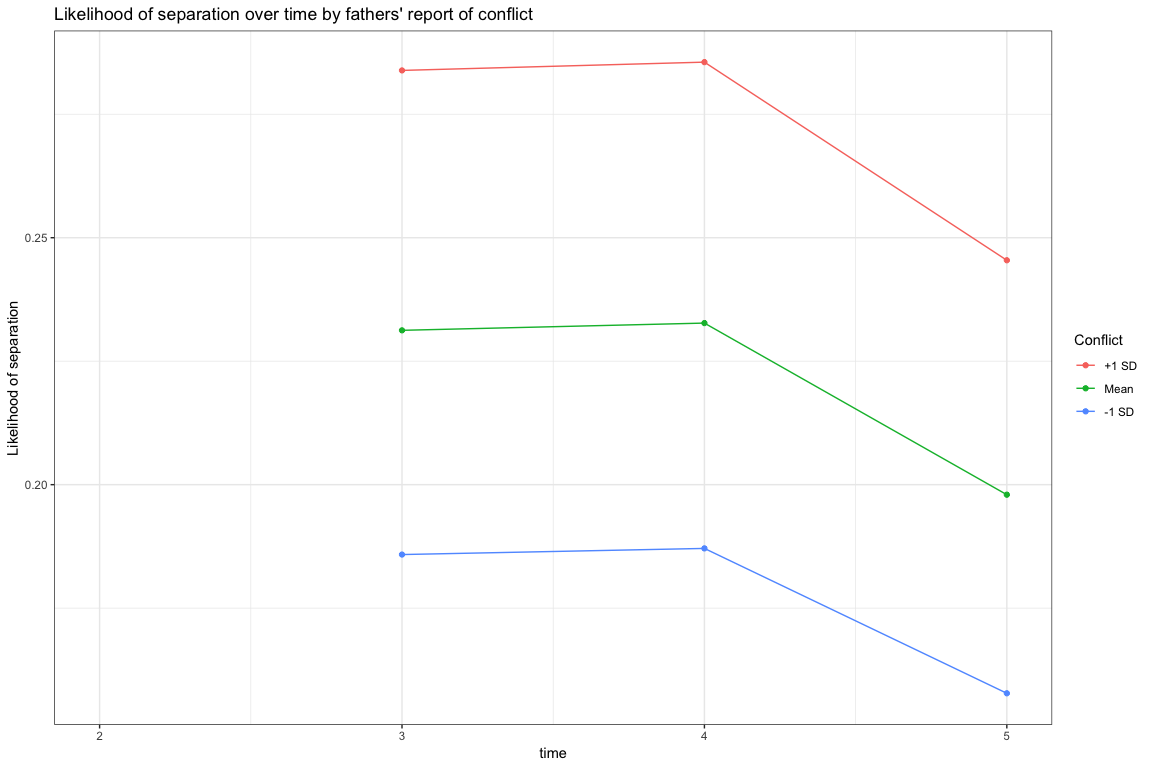 Likelihood of separation over time by fathers' report of conflict
Likelihood of separation
0.25
0.20
2
3
4
5
time
Conflict
+1 SD
Mean
-1 SD